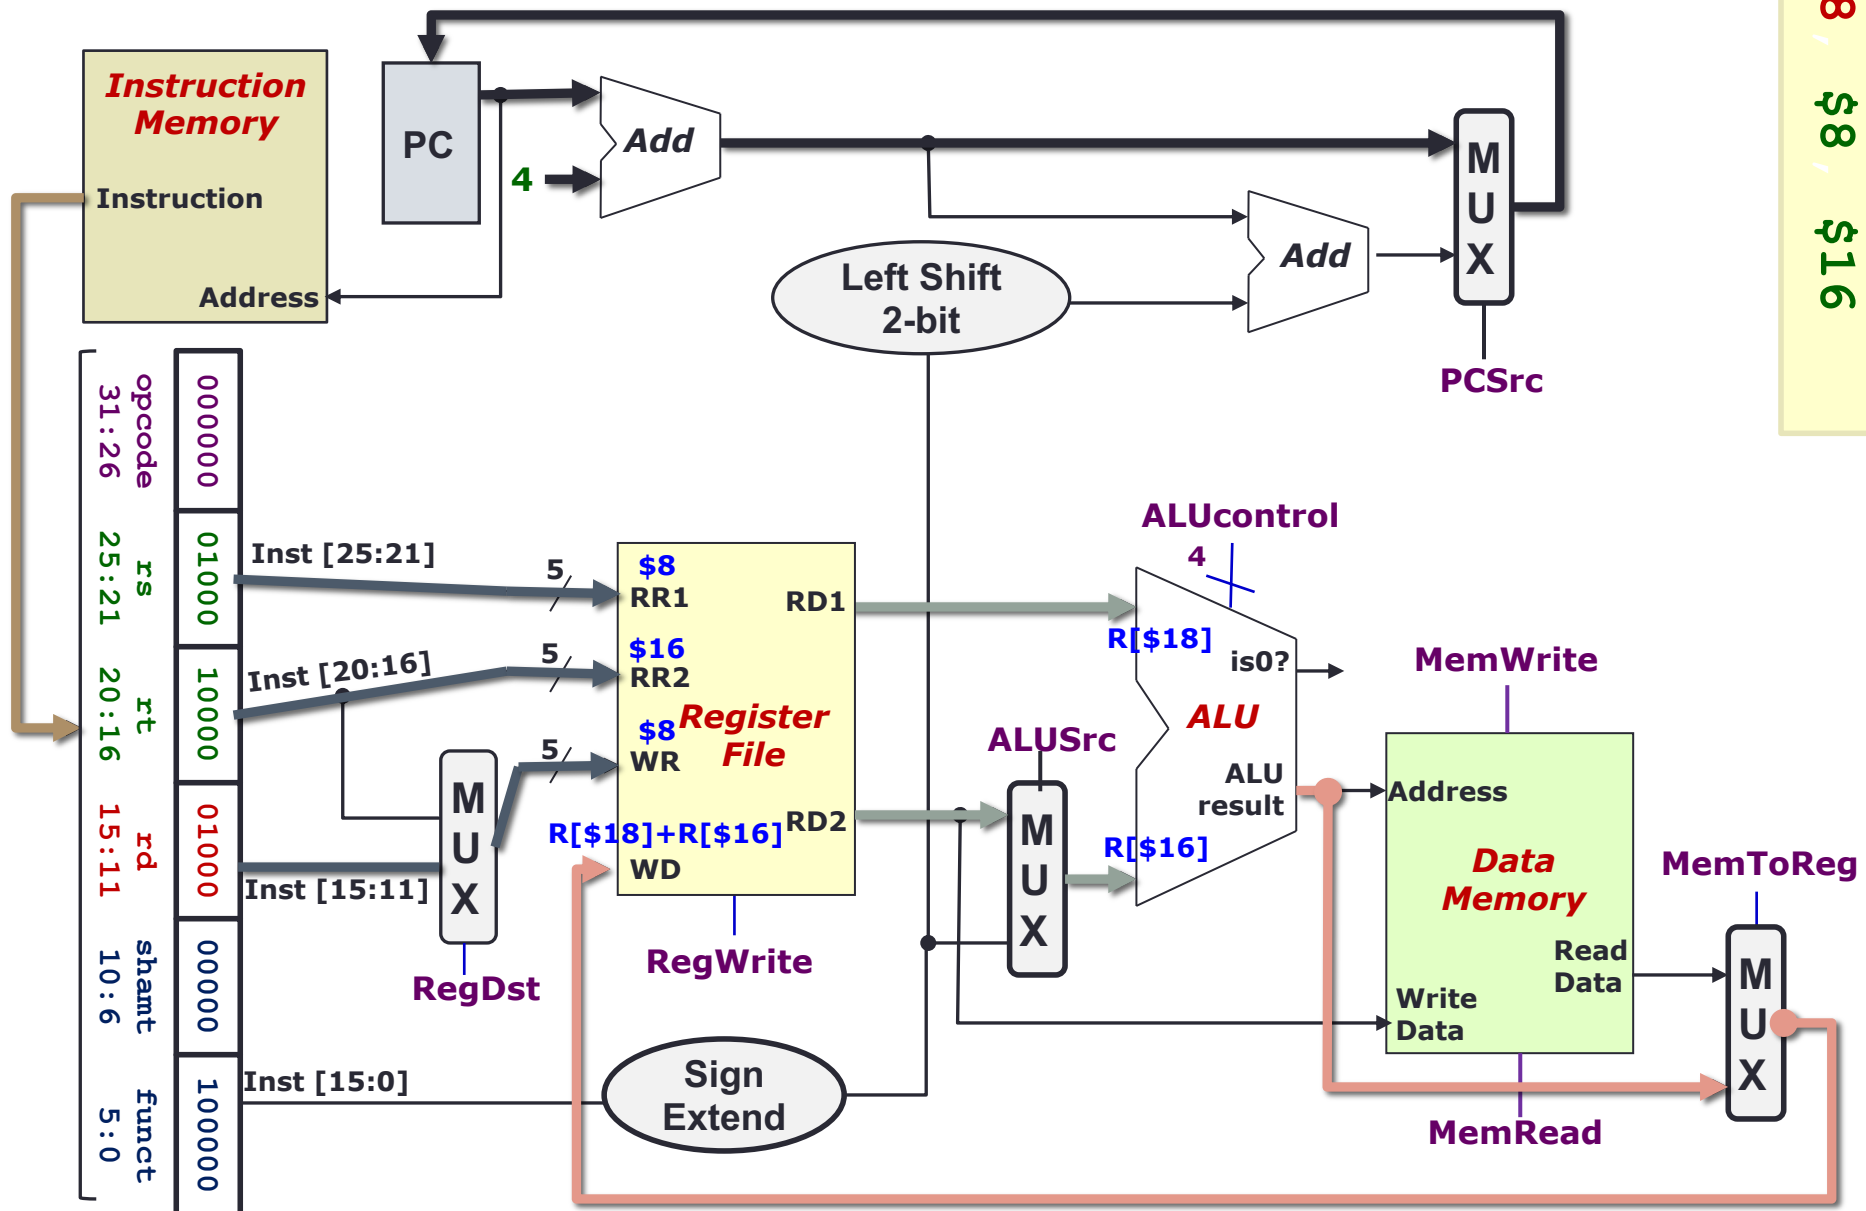 Instruction
Memory
Instruction
Address
PC
4
Add
Left Shift
2-bit
Add
M
U
X
PCSrc
8, $8, $16
opcode
31:26
000000
rs
25:21
01000
rt
20:16
10000
rd
15:11
01000
shamt
10:6
00000
funct
5:0
100000
Inst [25:21]
5
Inst [20:16]
5
5
Inst [15:11]
Inst [15:0]
M
U
X
RegDst
$8
RR1
$16
RR2
$8
WR
Register
File
R[$18]+R[$16]
WD
RD1
RD2
RegWrite
Sign
Extend
ALUSrc
M
U
X
ALUcontrol
4
R[$18]
is0?
ALU
ALU
result
R[$16]
MemWrite
Address
Data
Memory
Read
Data
Write
Data
MemRead
MemToReg
M
U
X